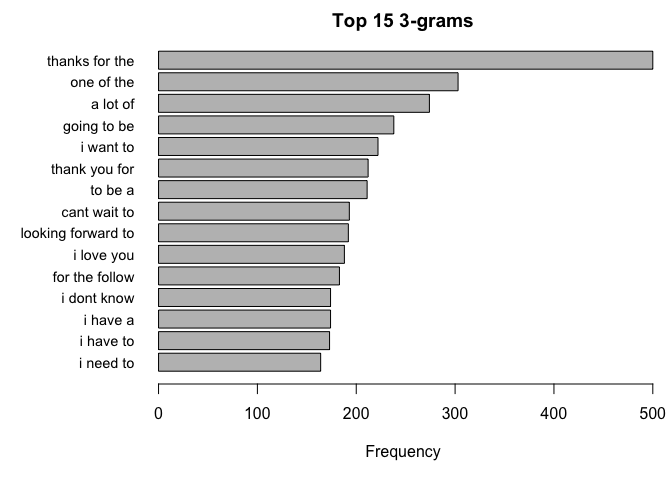 Top 15 3-grams
thanks for the
one of the
a lot of
going to be
i want to
thank you for
to be a
cant wait to
looking forward to
i love you
for the follow
i dont know
i have a
i have to
i need to
0 100 200 300 400 500
Frequency